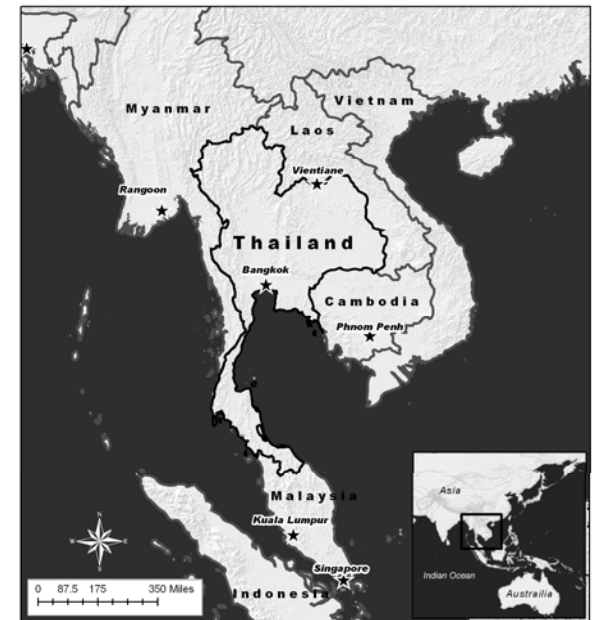 Vietnam
Myanmar
Laos
Vientiane
Rangoon
Thailand
Bangkok
Cambodia
Phnom Penh
Malaysia
Kuala Lumpur
Singapore
Indonesia
N
W
E
S
0 87.5 175 350 Miles
Asia
Indian Ocean
Austrailia